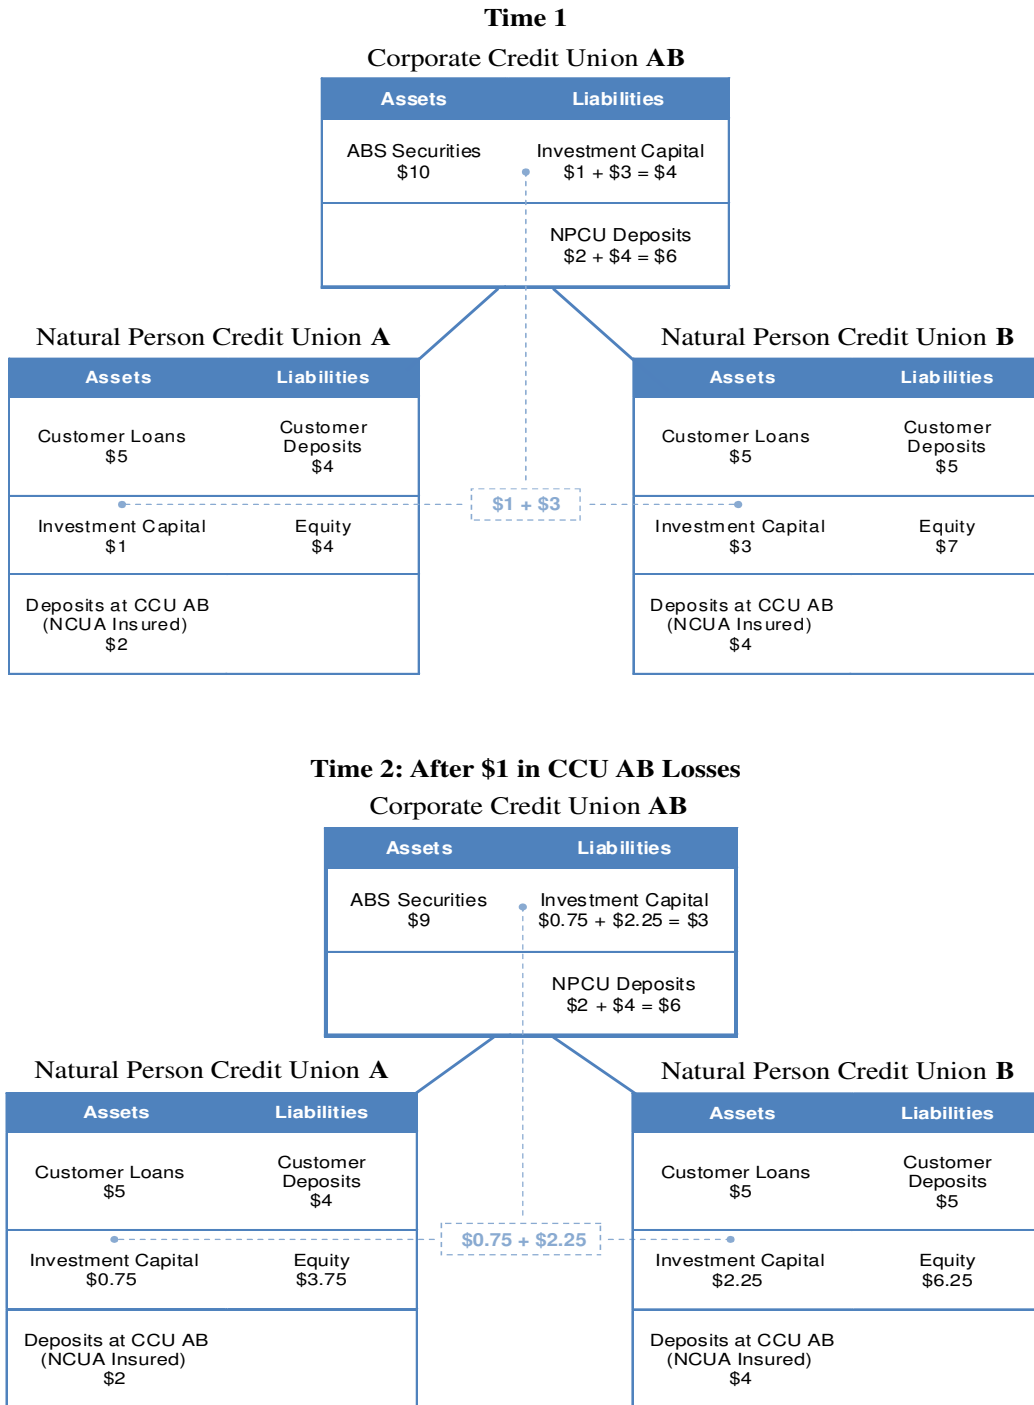 Time 1
Corporate Credit Union AB
Assets Liabilities
ABS Securities Investment Capital
$10 $1 + $3 = $4
NPCU Deposits
$2 + $4 = $6
Natural Person Credit Union A
Assets Liabilities
Customer Loans
$5
Customer
Deposits
$4
Investment Capital Equity
$1 $4
Deposits at CCU AB
(NCUA Insured)
$2
$1 + $3
Natural Person Credit Union B
Assets Liabilities
Customer Loans
$5
Customer
Deposits
$5
Investment Capital Equity
$3 $7
Deposits at CCU AB
(NCUA Insured)
$4
Time 2: After $1 in CCU AB Losses
Corporate Credit Union AB
Assets Liabilities
ABS Securities Investment Capital
$9 $0.75 + $2.25 = $3
NPCU Deposits
$2 + $4 = $6
Natural Person Credit Union A
Assets Liabilities
Customer Loans
$5
Customer
Deposits
$4
Investment Capital Equity
$0.75 $3.75
Deposits at CCU AB
(NCUA Insured)
$2
$0.75 + $2.25
Natural Person Credit Union B
Assets Liabilities
Customer Loans
$5
Customer
Deposits
$5
Investment Capital Equity
$2.25 $6.25
Deposits at CCU AB
(NCUA Insured)
$4